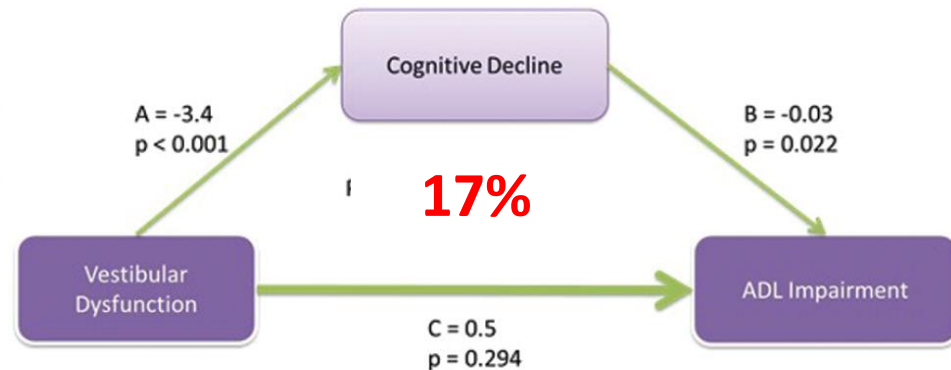 Cognitive Decline
A = -3.4
p < 0.001
B = -0.03
p = 0.022
17%
Vestibular
Dysfunction
ADL Impairment
C = 0.5
p = 0.294